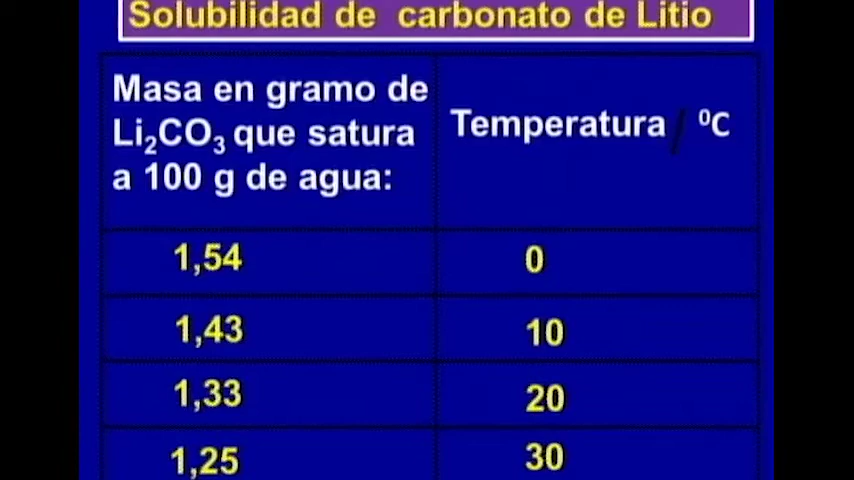 Solubilidad de carbonato de Litio
Masa en gramo de
Li₂CO₃ que satura
a 100 g de agua:
Temperatura / ⁰C
1,54 0
1,43 10
1,33 20
1,25 30